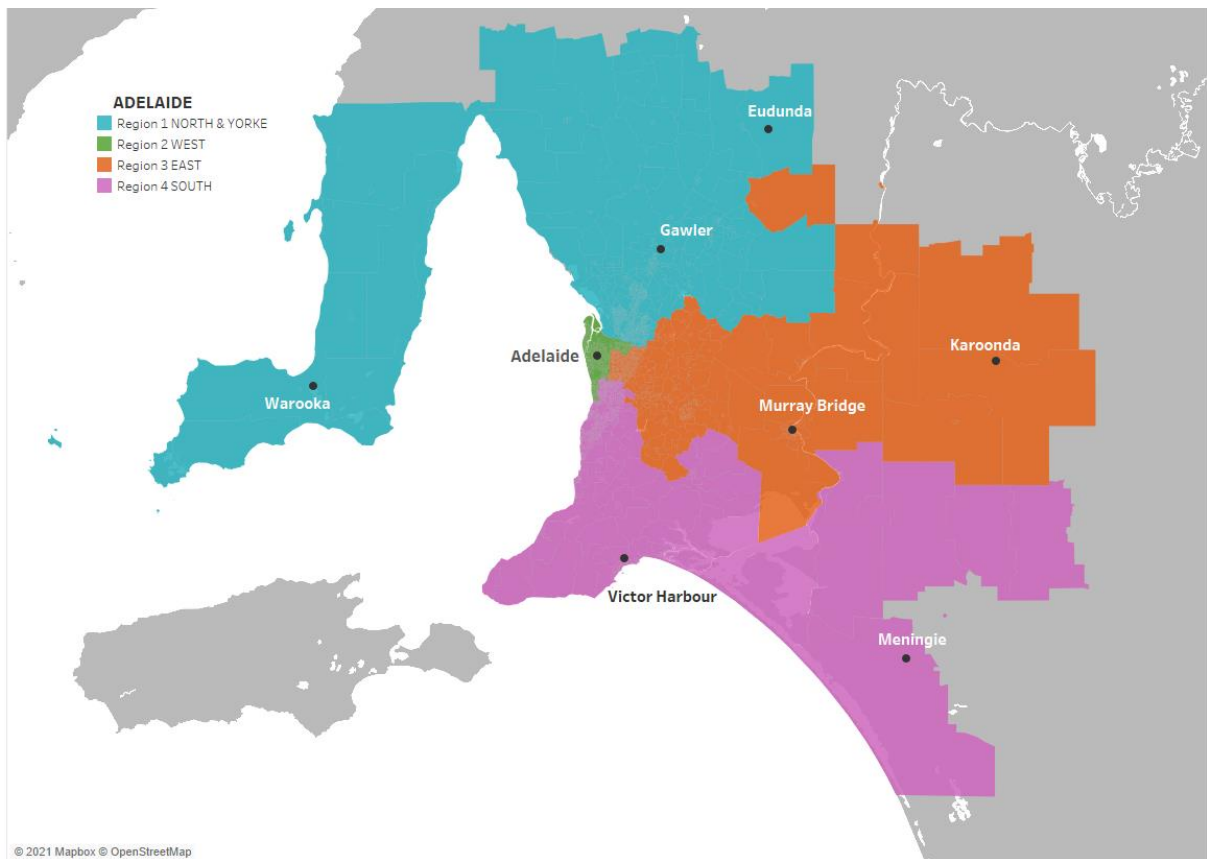 ADELAIDE
Region 1 NORTH & YORKE
Region 2 WEST
Region 3 EAST
Region 4 SOUTH
Eudunda
Gawler
Adelaide
Karoonda
Warooka
Murray Bridge
Victor Harbour
Meningie
© 2021 Mapbox © OpenStreetMap